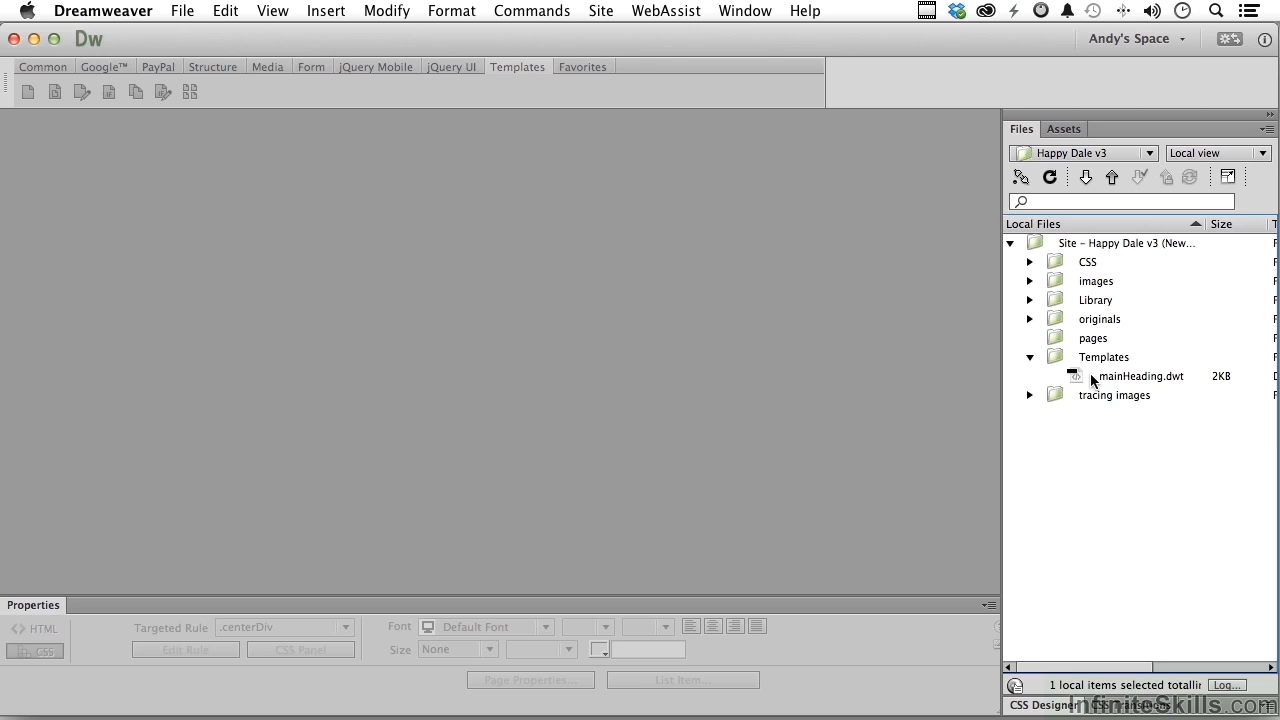 Dreamweaver File Edit View Insert Modify Format Commands Site WebAssist Window Help
Dw Andy's Space
Common Google™ PayPal Structure Media Form jQuery Mobile jQuery UI Templates Favorites
Files Assets
Happy Dale v3 Local view
Local Files Size T
Site – Happy Dale v3 (New... F
CSS F
images F
Library F
originals F
pages F
Templates F
mainHeading.dwt 2KB D
tracing images F
Properties
<> HTML Targeted Rule .centerDiv Font Default Font
CSS Edit Rule CSS Panel Size None
Page Properties... List Item...
1 local items selected totalli Log...
CSS Designer CSS Transitions
InfiniteSkills.com